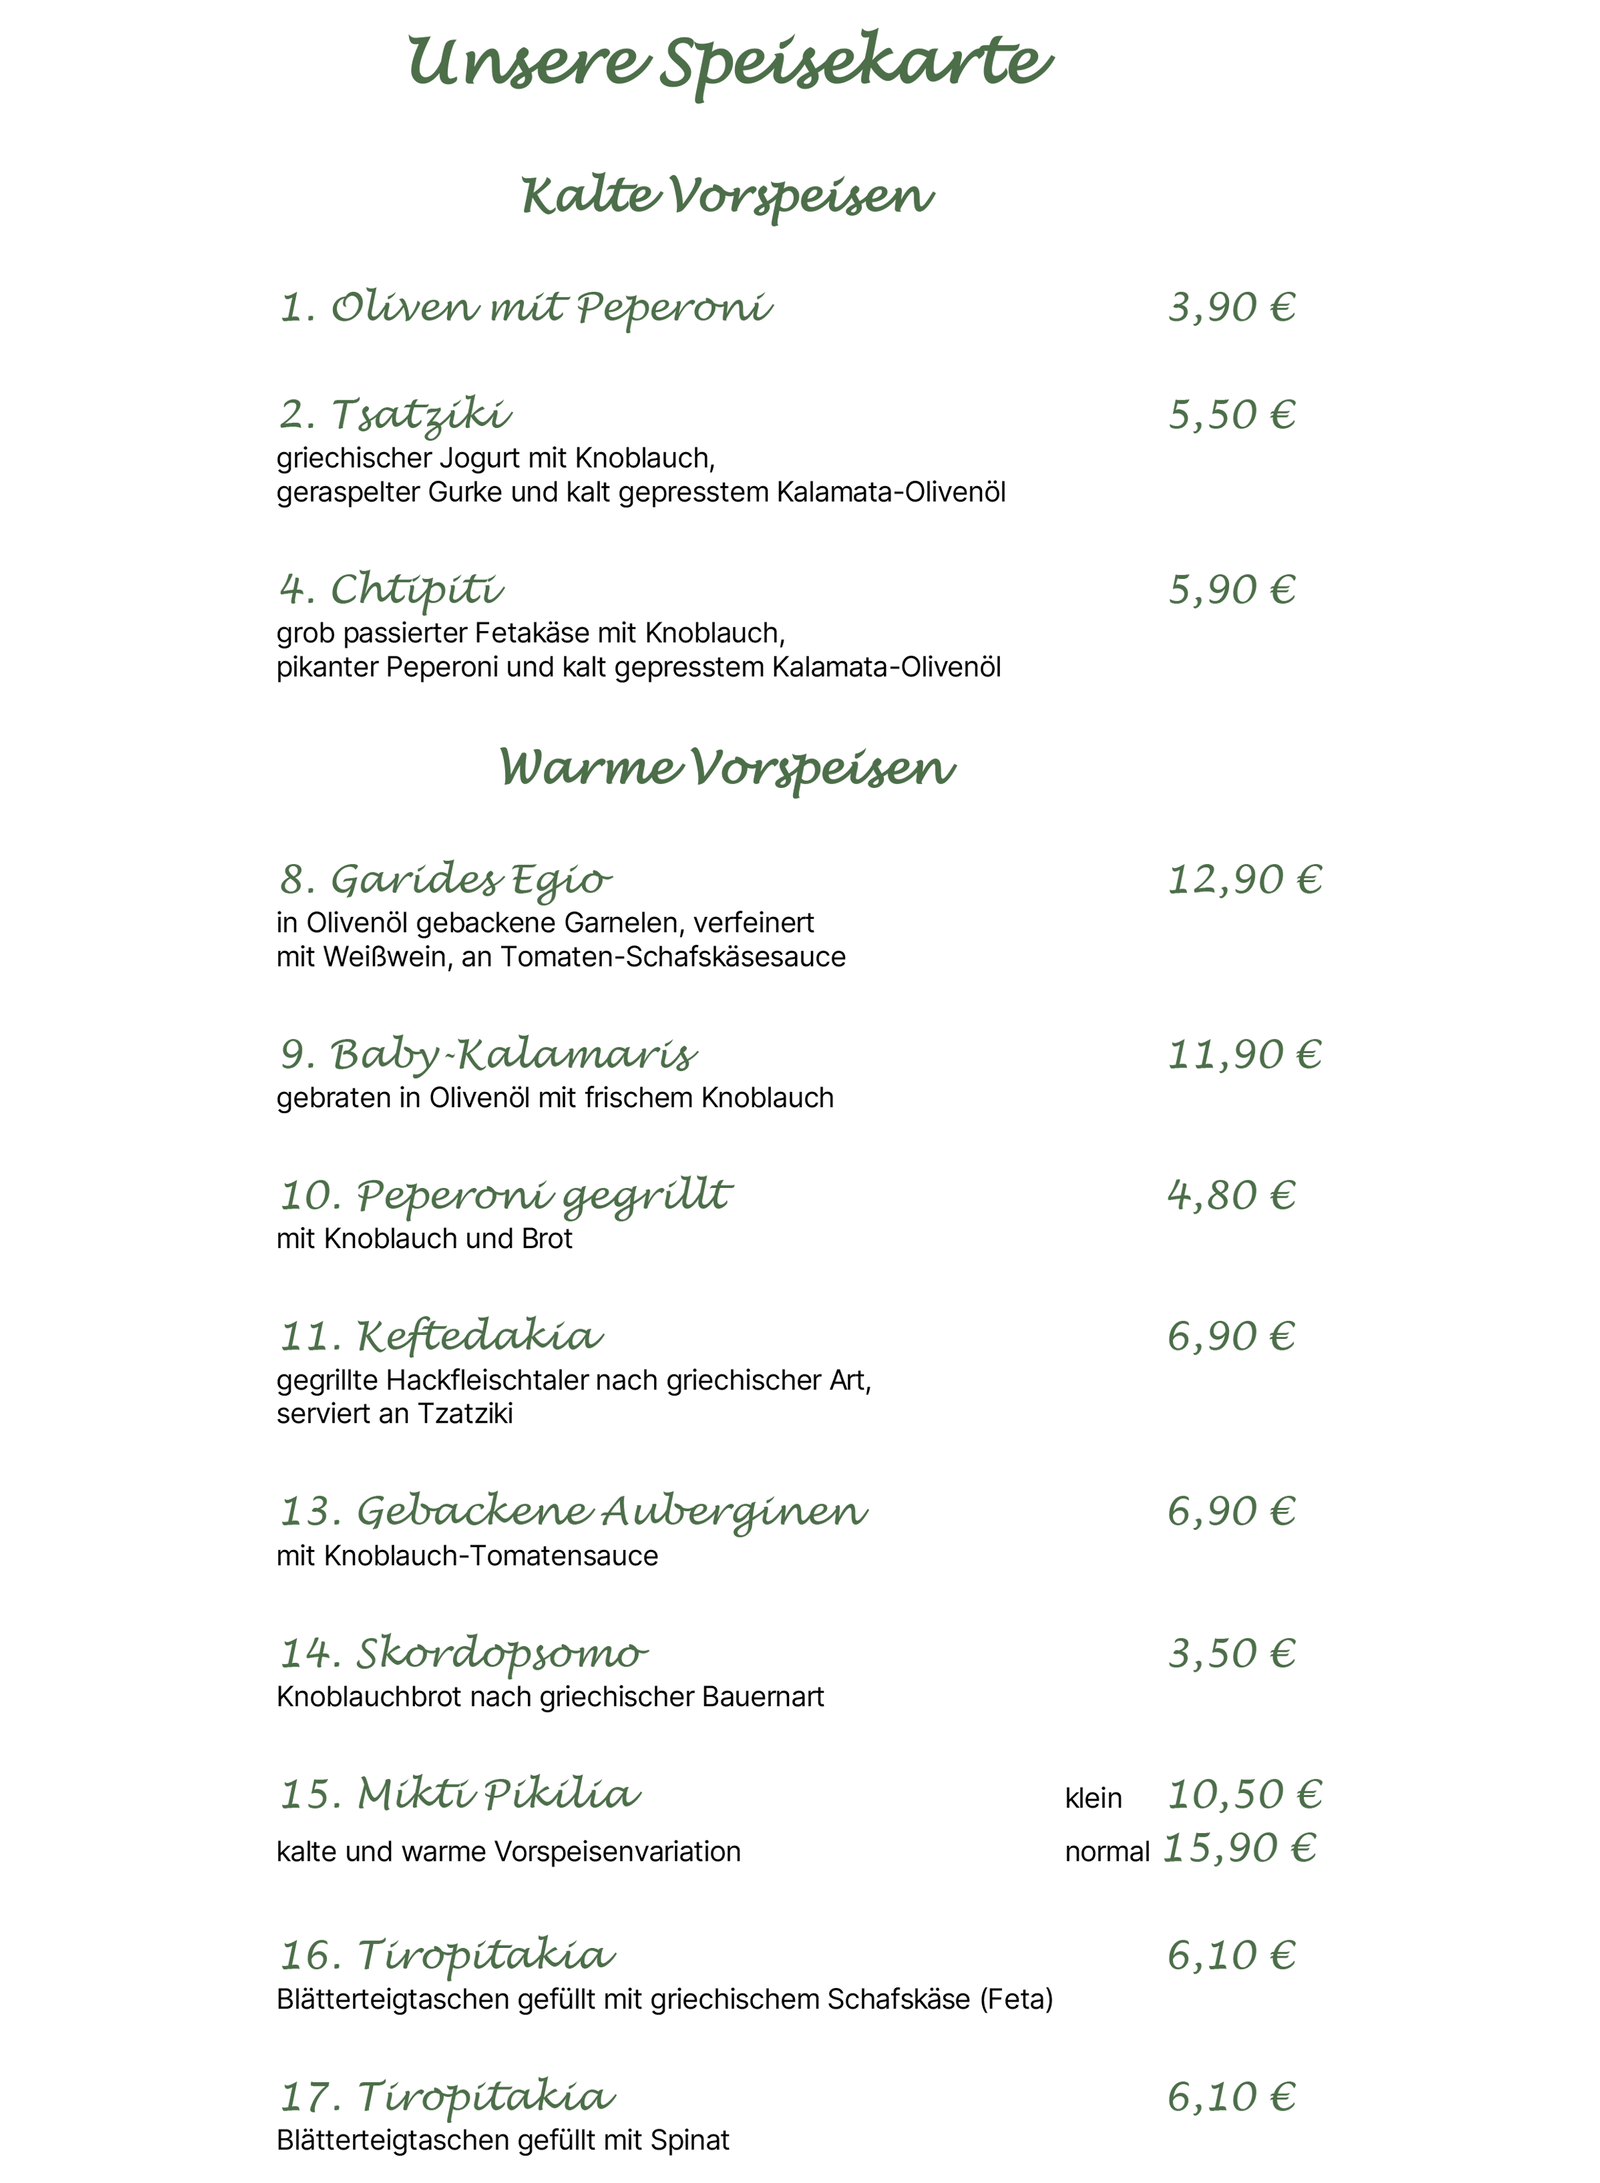 Unsere Speisekarte
Kalte Vorspeisen
1. Oliven mit Peperoni 3,90 €
2. Tsatziki 5,50 €
griechischer Jogurt mit Knoblauch,
geraspelter Gurke und kalt gepresstem Kalamata-Olivenöl
4. Chtipiti 5,90 €
grob passierter Fetakäse mit Knoblauch,
pikanter Peperoni und kalt gepresstem Kalamata-Olivenöl
Warme Vorspeisen
8. Garides Egio 12,90 €
in Olivenöl gebackene Garnelen, verfeinert
mit Weißwein, an Tomaten-Schafskäsesauce
9. Baby-Kalamaris 11,90 €
gebraten in Olivenöl mit frischem Knoblauch
10. Peperoni gegrillt 4,80 €
mit Knoblauch und Brot
11. Keftedakia 6,90 €
gegrillte Hackfleischtaler nach griechischer Art,
serviert an Tzatziki
13. Gebackene Auberginen 6,90 €
mit Knoblauch-Tomatensauce
14. Skordopsomo 3,50 €
Knoblauchbrot nach griechischer Bauernart
15. Mikti Pikilia klein 10,50 €
kalte und warme Vorspeisenvariation normal 15,90 €
16. Tiropitakia 6,10 €
Blätterteigtaschen gefüllt mit griechischem Schafskäse (Feta)
17. Tiropitakia 6,10 €
Blätterteigtaschen gefüllt mit Spinat